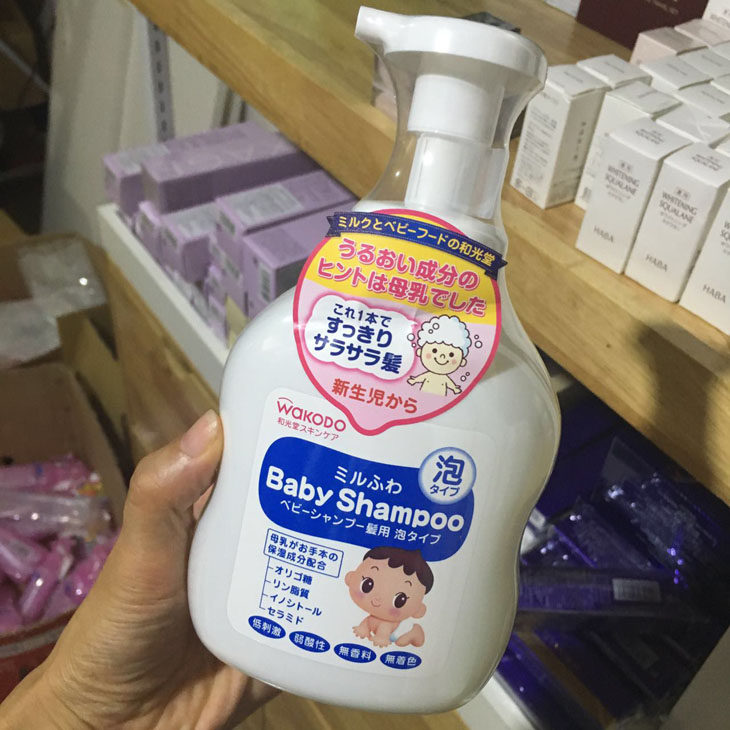 ミルクとベビーフードの和光堂
うるおい成分の
ヒントは母乳でした
これ1本で
すっきり
サラサラ髪
新生児から
WAKODO
和光堂スキンケア
泡
タイプ
ミルふわ
Baby Shampoo
ベビーシャンプー髪用 泡タイプ
母乳がお手本の
保湿成分配合
オリゴ糖
リン脂質
イノシトール
セラミド
低刺激
弱酸性
無香料
無着色
WHITENING
SQUALANE
HABA
WHITENING
SQUALANE
HABA
HABA